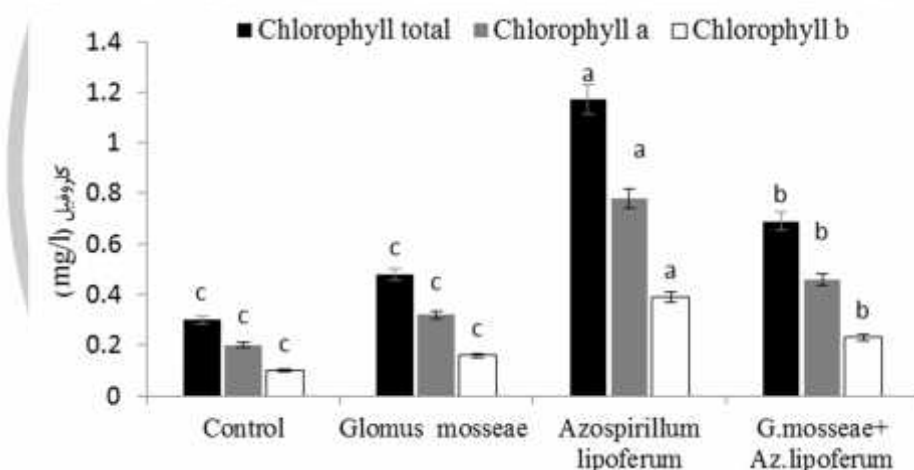 ■ Chlorophyll total ■ Chlorophyll a □ Chlorophyll b
كلروفيل (mg/l)
1.4
1.2
1
0.8
0.6
0.4
0.2
0
c
c
c
c
c
c
a
a
a
b
b
b
Control
Glomus mosseae
Azospirillum
lipoferum
G.mosseae+
Az.lipoferum